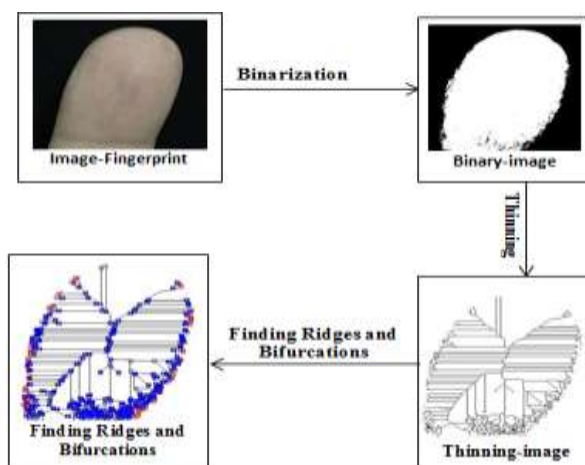 Binarization
Image-Fingerprint
Binary-image
Thinning
Finding Ridges and
Bifurcations
Thinning-image
Finding Ridges and
Bifurcations